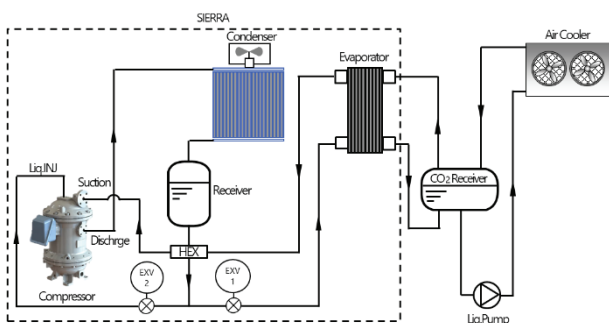 SIERRA
Condenser
Evaporator
Air Cooler
Liq.INJ
Suction
Receiver
CO2 Receiver
Dischrge
HEX
EXV
2
EXV
1
Compressor
Liq.Pump